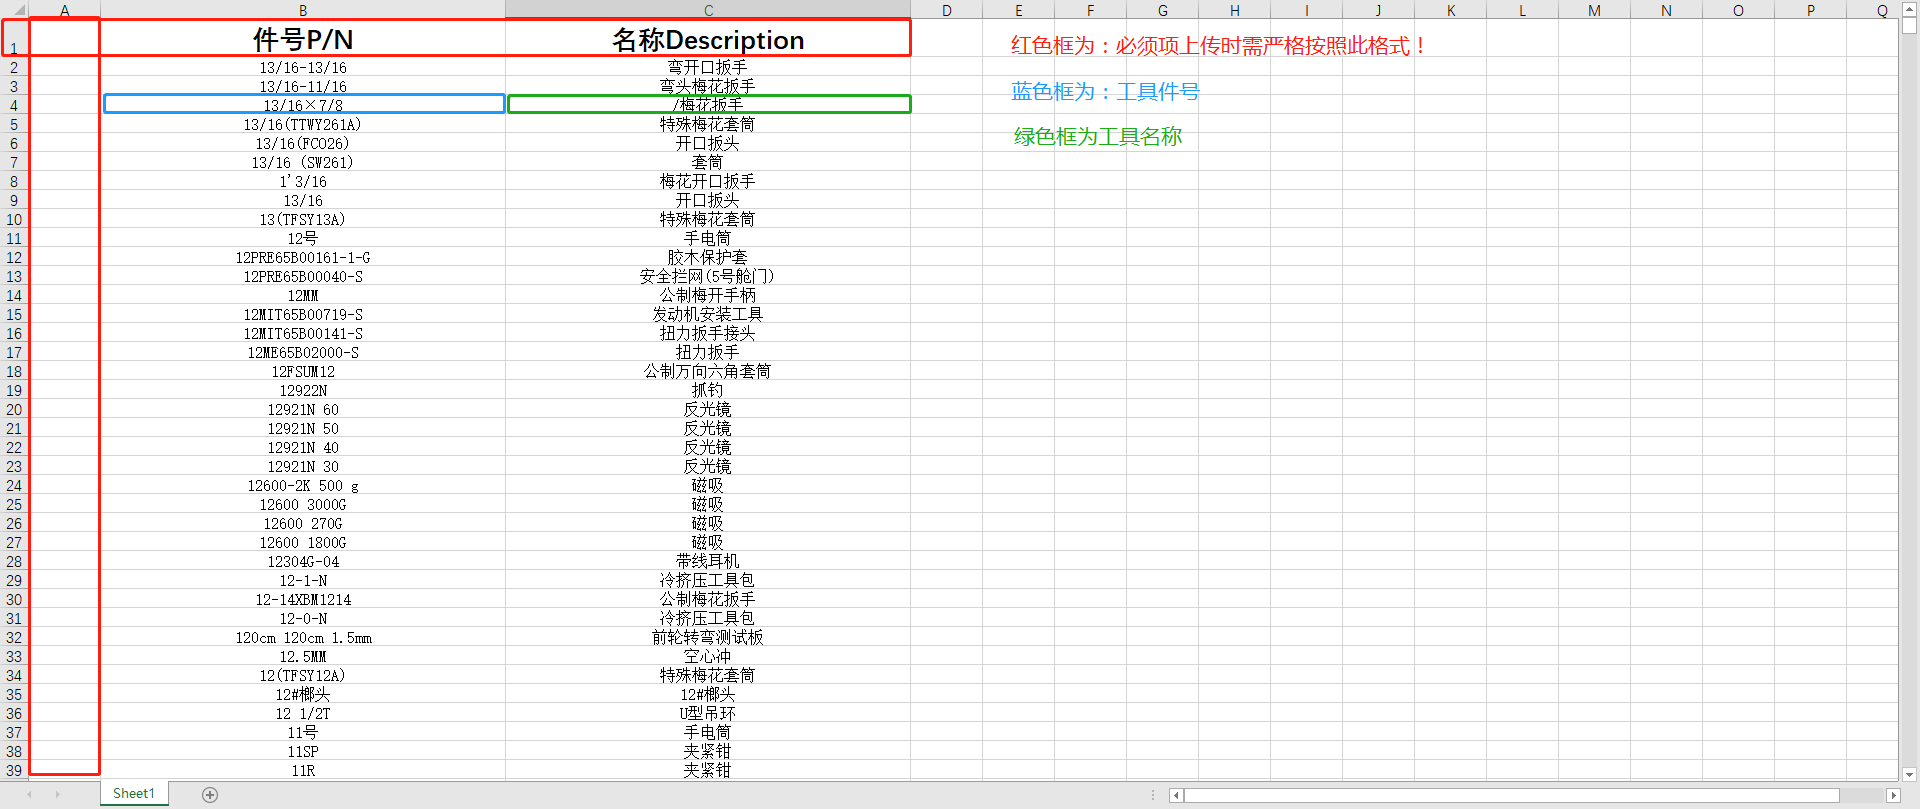 A B C D E F G H I J K L M N O P Q
1 件号P/N 名称Description
红色框为：必须项上传时需严格按照此格式！
2 13/16-13/16 弯开口扳手
3 13/16-11/16 弯头梅花扳手
蓝色框为：工具件号
4 13/16×7/8 /梅花扳手
5 13/16(TTWY261A) 特殊梅花套筒
绿色框为工具名称
6 13/16(FCO26) 开口扳头
7 13/16 (SW261) 套筒
8 1'3/16 梅花开口扳手
9 13/16 开口扳头
10 13(TFSY13A) 特殊梅花套筒
11 12号 手电筒
12 12PRE65B00161-1-G 胶木保护套
13 12PRE65B00040-S 安全拦网(5号舱门)
14 12MM 公制梅开手柄
15 12MIT65B00719-S 发动机安装工具
16 12MIT65B00141-S 扭力扳手接头
17 12ME65B02000-S 扭力扳手
18 12FSUM12 公制万向六角套筒
19 12922N 抓钓
20 12921N 60 反光镜
21 12921N 50 反光镜
22 12921N 40 反光镜
23 12921N 30 反光镜
24 12600-2K 500 g 磁吸
25 12600 3000G 磁吸
26 12600 270G 磁吸
27 12600 1800G 磁吸
28 12304G-04 带线耳机
29 12-1-N 冷挤压工具包
30 12-14XBM1214 公制梅花扳手
31 12-0-N 冷挤压工具包
32 120cm 120cm 1.5mm 前轮转弯测试板
33 12.5MM 空心冲
34 12(TFSY12A) 特殊梅花套筒
35 12#榔头 12#榔头
36 12 1/2T U型吊环
37 11号 手电筒
38 11SP 夹紧钳
39 11R 夹紧钳
Sheet1